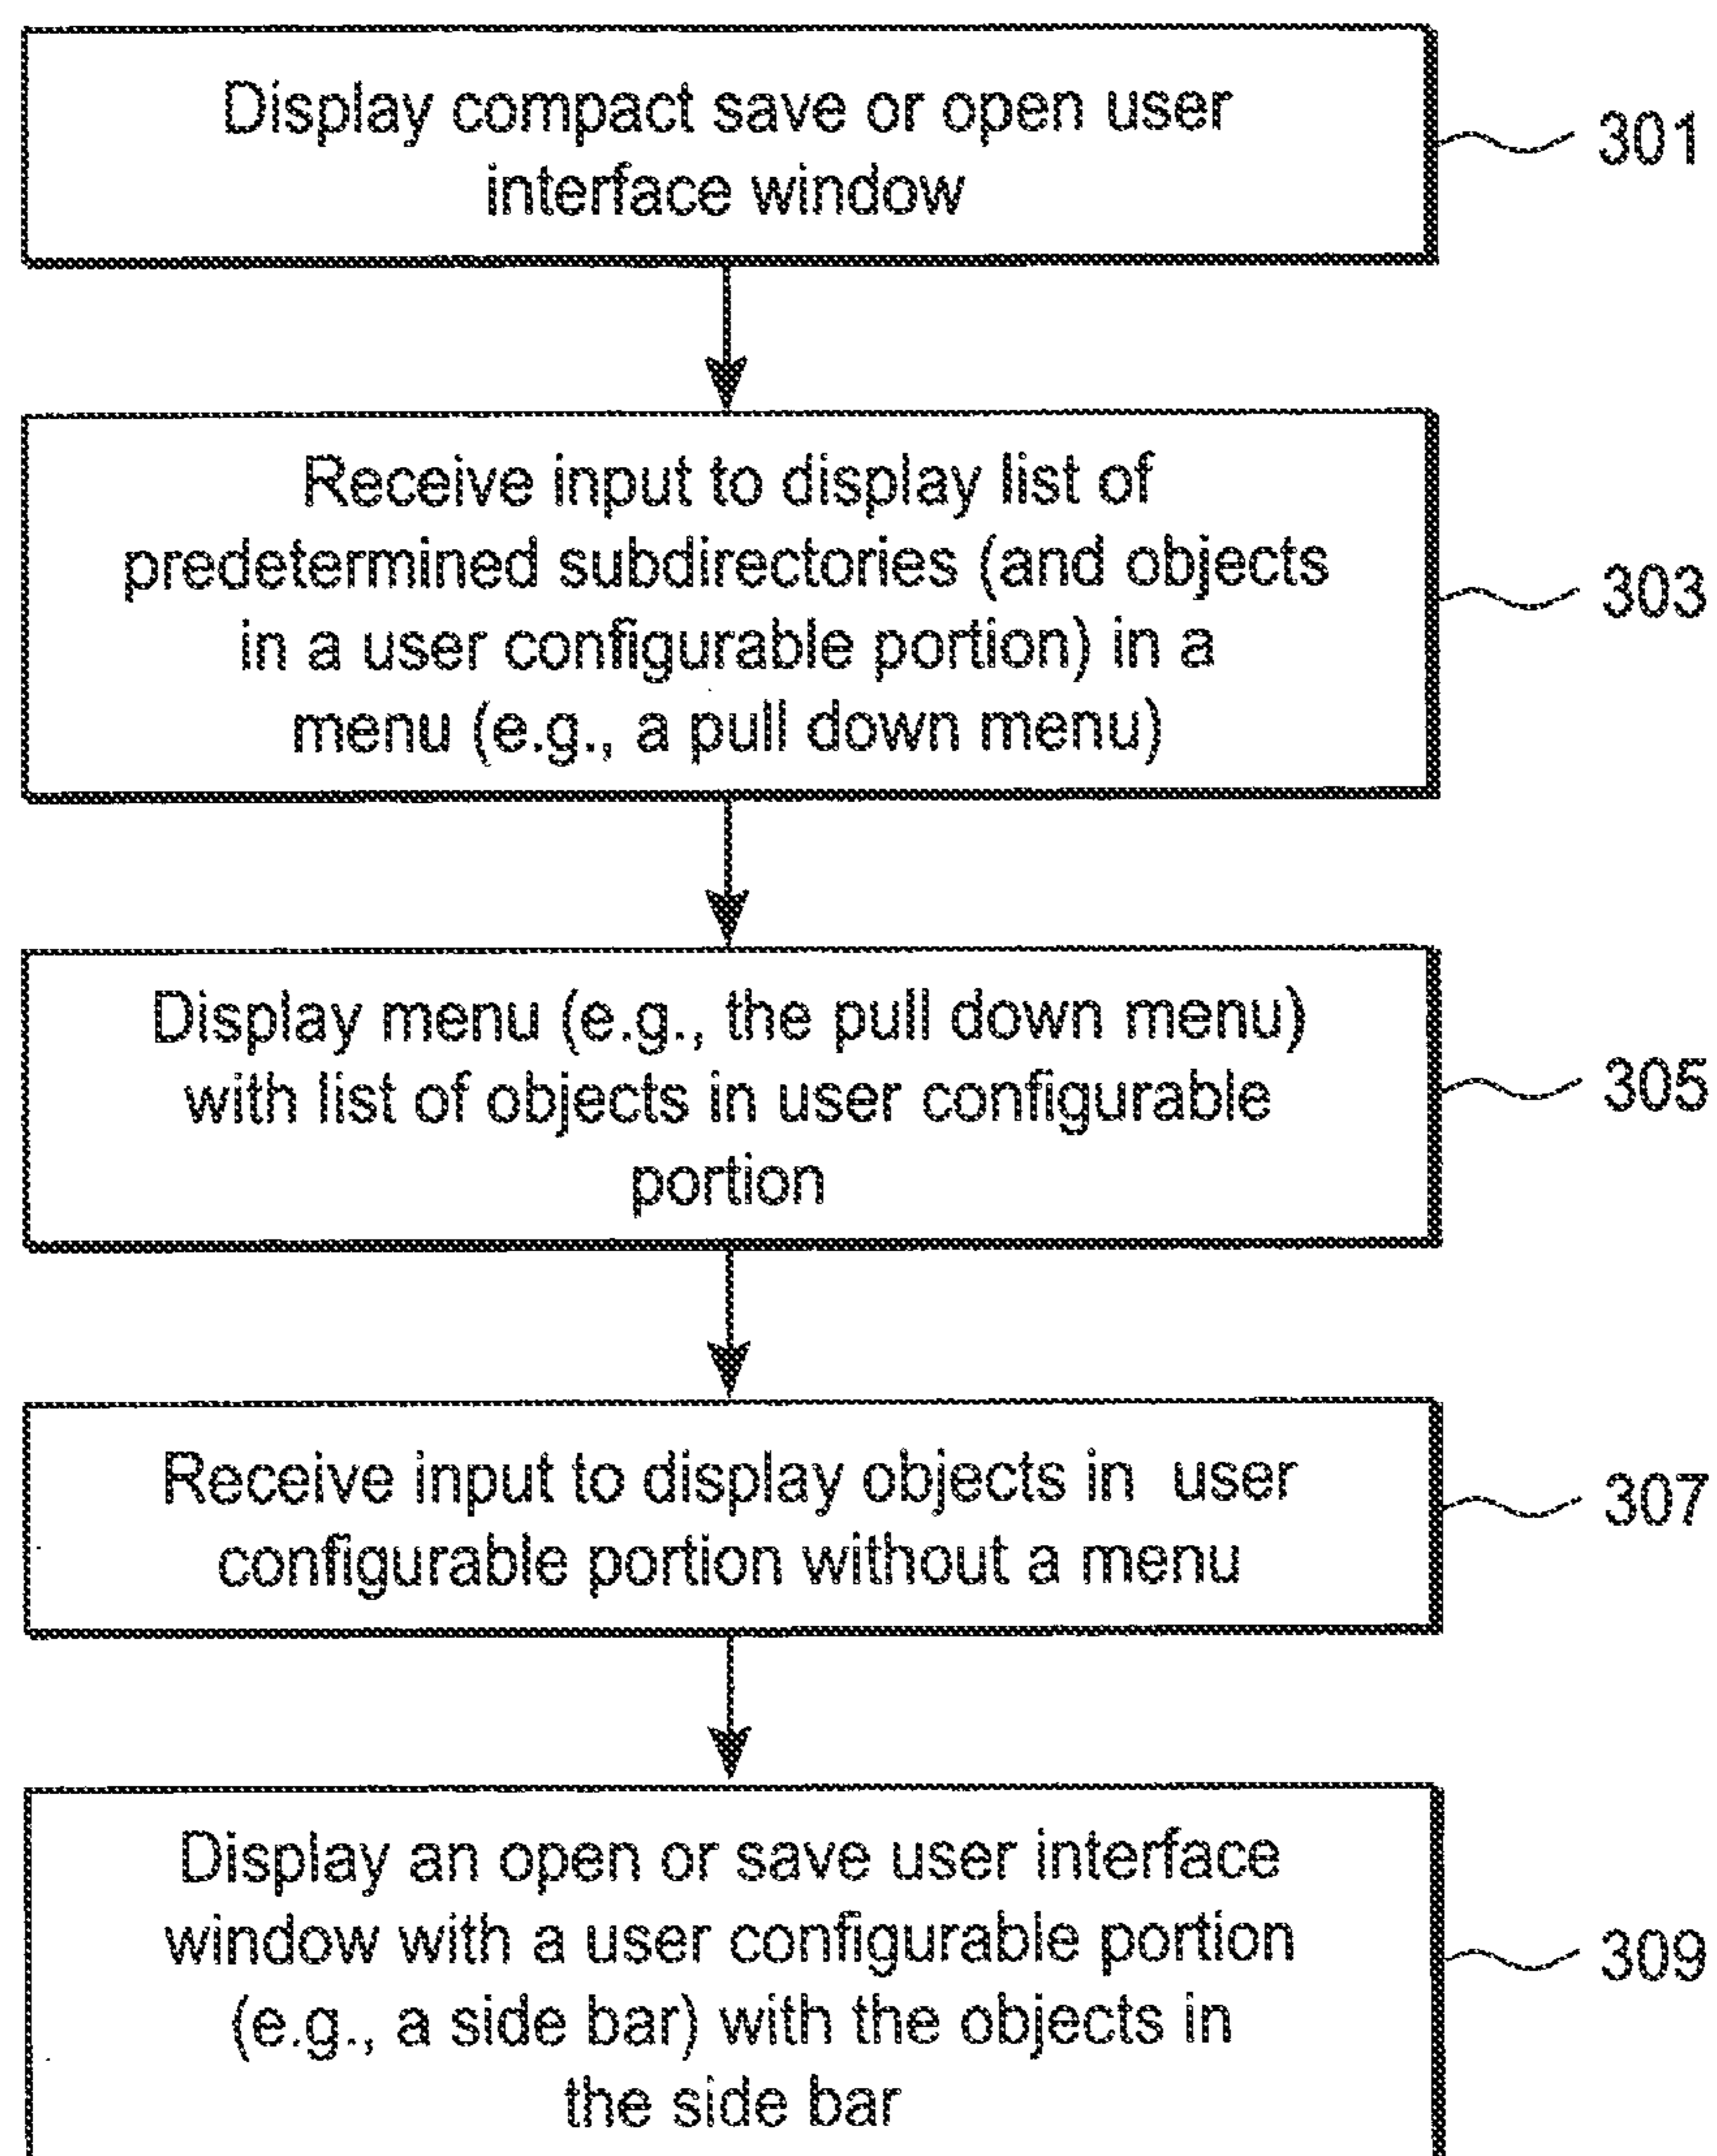 Display compact save or open user
interface window
301
Receive input to display list of
predetermined subdirectories (and objects
in a user configurable portion) in a
menu (e.g., a pull down menu)
303
Display menu (e.g., the pull down menu)
with list of objects in user configurable
portion
305
Receive input to display objects in user
configurable portion without a menu
307
Display an open or save user interface
window with a user configurable portion
(e.g., a side bar) with the objects in
the side bar
309